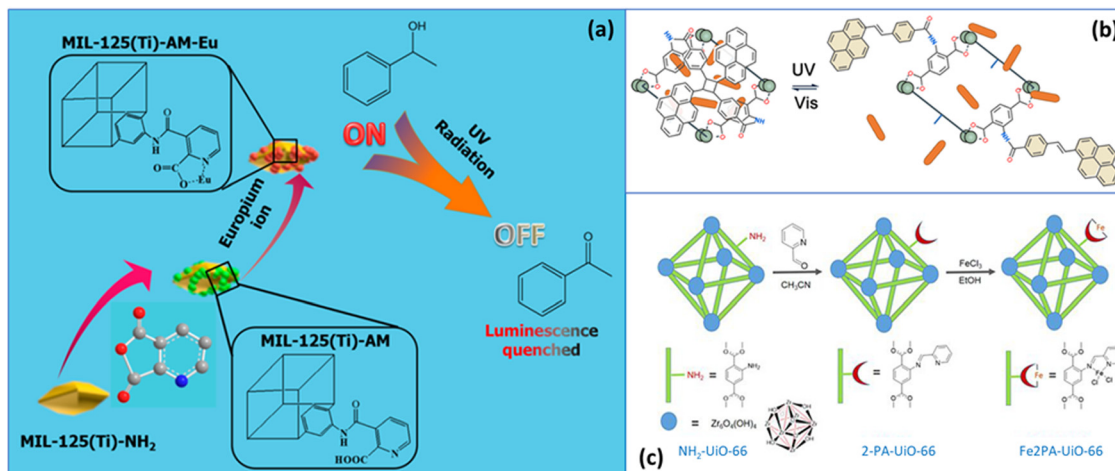 (a)
MIL-125(Ti)-AM-Eu
OH
O
N
H
N
C
O
O
Eu
ON
UV
Radiation
Europium
ion
OFF
O
Luminescence
quenched
MIL-125(Ti)-AM
O
N
H
N
HOOC
MIL-125(Ti)-NH₂
(b)
UV
Vis
(c)
NH₂
CH₃CN
FeCl₃
EtOH
Fe
NH₂
=
NH₂
=
Fe
=
= Zr₆O₄(OH)₄
NH₂-UiO-66
2-PA-UiO-66
Fe2PA-UiO-66